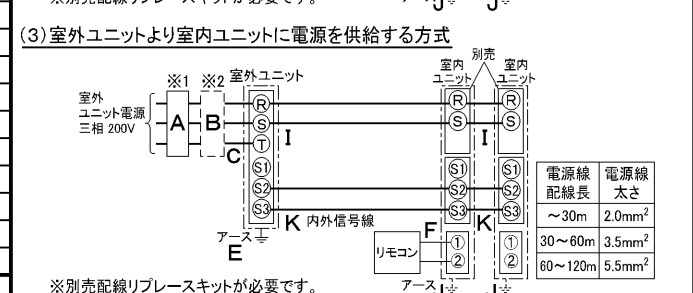 ※別売配線リプレースキットが必要です。
J J
(3)室外ユニットより室内ユニットに電源を供給する方式
※1 ※2 室外ユニット
別売
室内
ユニット
室内
ユニット
室外
ユニット電源
三相 200V
A
B
C
R
S
T
S1
S2
S3
I
K 内外信号線
アース
E
R
S
S1
S2
S3
I
K
R
S
S1
S2
S3
F
リモコン
①
②
①
②
アース
J J
電源線
配線長
電源線
太さ
～30m 2.0mm²
30～60m 3.5mm²
60～120m 5.5mm²
※別売配線リプレースキットが必要です。